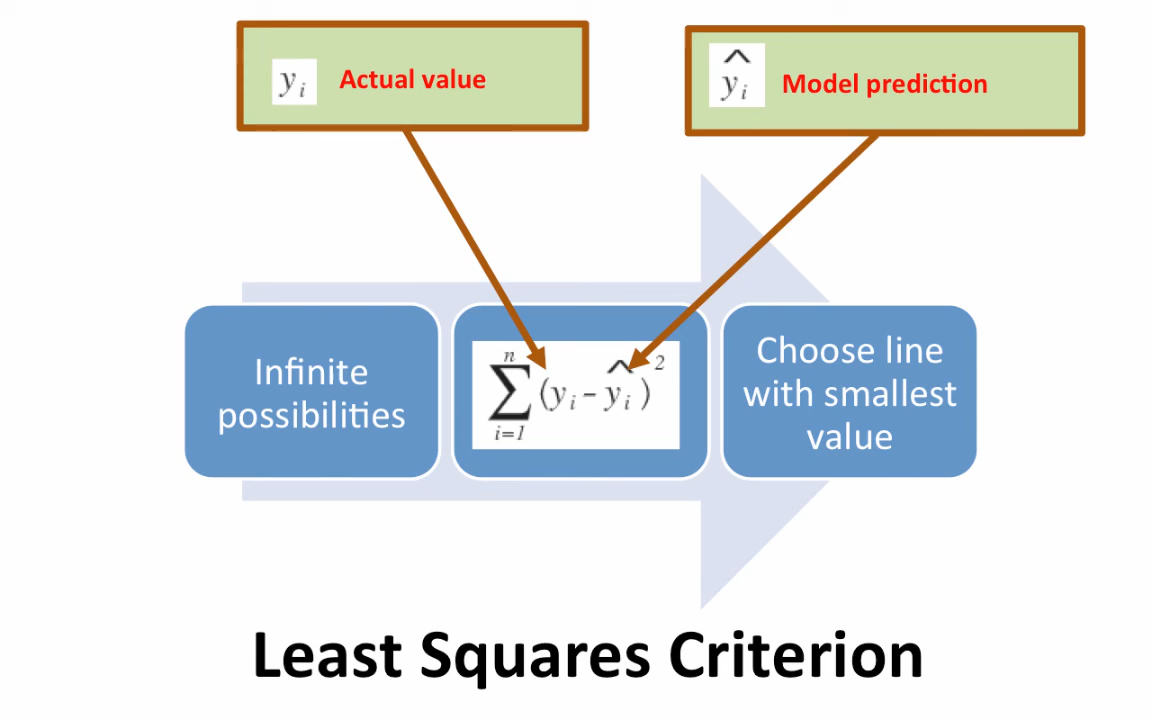 yᵢ Actual value
ŷᵢ Model prediction
Infinite
possibilities
n
∑ (yᵢ - ŷᵢ)²
i=1
Choose line
with smallest
value
Least Squares Criterion